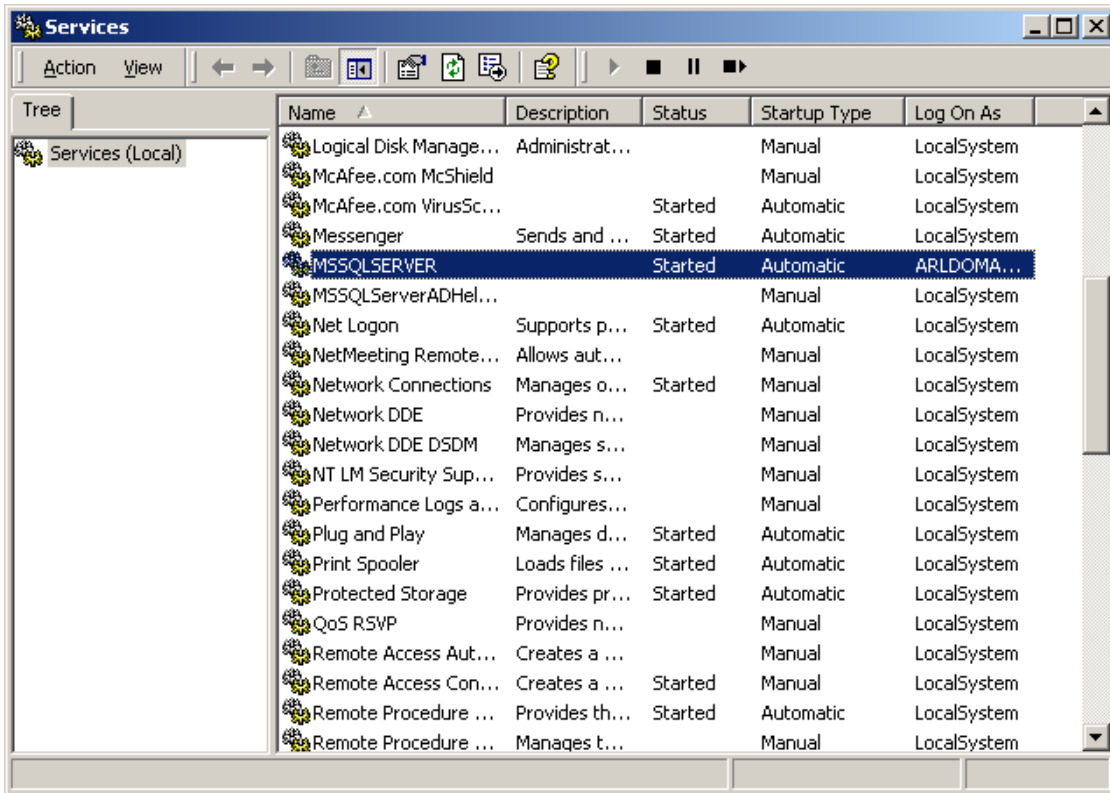 Services
Action View
Tree
Services (Local)
Name Description Status Startup Type Log On As
Logical Disk Manage... Administrat... Manual LocalSystem
McAfee.com McShield Manual LocalSystem
McAfee.com VirusSc... Started Automatic LocalSystem
Messenger Sends and ... Started Automatic LocalSystem
MSSQLSERVER Started Automatic ARLDOMA...
MSSQLServerADHel... Manual LocalSystem
Net Logon Supports p... Started Automatic LocalSystem
NetMeeting Remote... Allows aut... Manual LocalSystem
Network Connections Manages o... Started Manual LocalSystem
Network DDE Provides n... Manual LocalSystem
Network DDE DSDM Manages s... Manual LocalSystem
NT LM Security Sup... Provides s... Manual LocalSystem
Performance Logs a... Configures... Manual LocalSystem
Plug and Play Manages d... Started Automatic LocalSystem
Print Spooler Loads files ... Started Automatic LocalSystem
Protected Storage Provides pr... Started Automatic LocalSystem
QoS RSVP Provides n... Manual LocalSystem
Remote Access Aut... Creates a ... Manual LocalSystem
Remote Access Con... Creates a ... Started Manual LocalSystem
Remote Procedure ... Provides th... Started Automatic LocalSystem
Remote Procedure ... Manages t... Manual LocalSystem